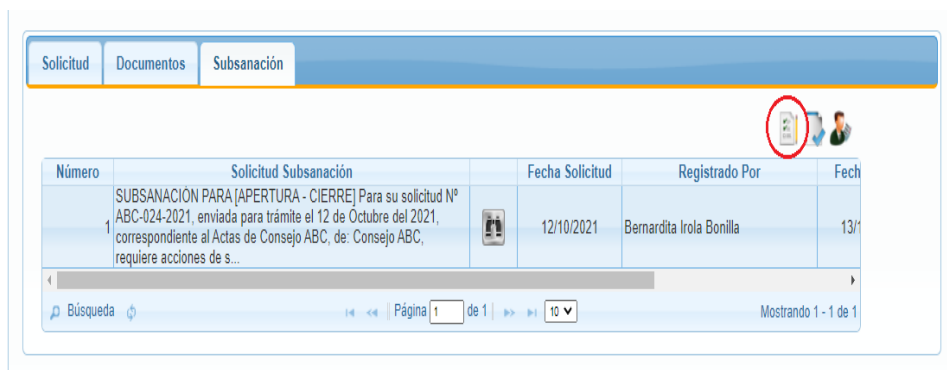 Solicitud Documentos Subsanación
Número Solicitud Subsanación Fecha Solicitud Registrado Por Fech
SUBSANACIÓN PARA [APERTURA - CIERRE] Para su solicitud Nº
1 ABC-024-2021, enviada para trámite el 12 de Octubre del 2021, 12/10/2021 Bernardita Irola Bonilla 13/1
correspondiente al Actas de Consejo ABC, de: Consejo ABC,
requiere acciones de s...
Búsqueda Página 1 de 1 10 Mostrando 1 - 1 de 1